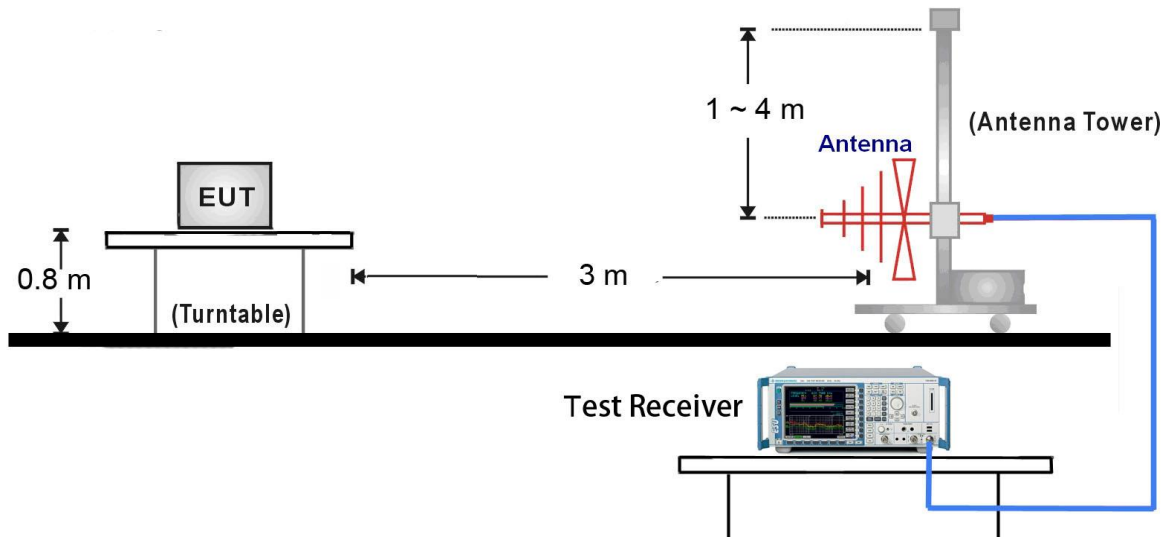 1 ~ 4 m
(Antenna Tower)
Antenna
EUT
0.8 m
3 m
(Turntable)
Test Receiver